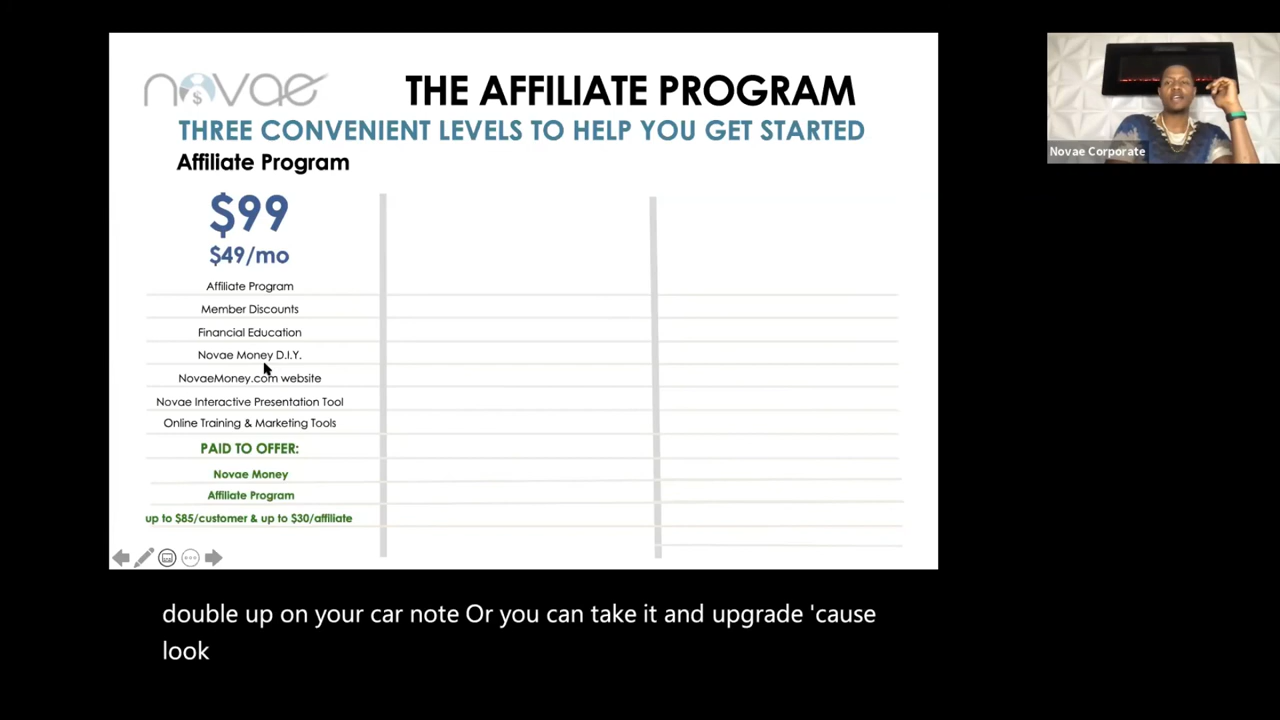 novae
$
THE AFFILIATE PROGRAM
THREE CONVENIENT LEVELS TO HELP YOU GET STARTED
Affiliate Program
$99
$49/mo
Affiliate Program
Member Discounts
Financial Education
Novae Money D.I.Y.
NovaeMoney.com website
Novae Interactive Presentation Tool
Online Training & Marketing Tools
PAID TO OFFER:
Novae Money
Affiliate Program
up to $85/customer & up to $30/affiliate
Novae Corporate
double up on your car note Or you can take it and upgrade 'cause
look